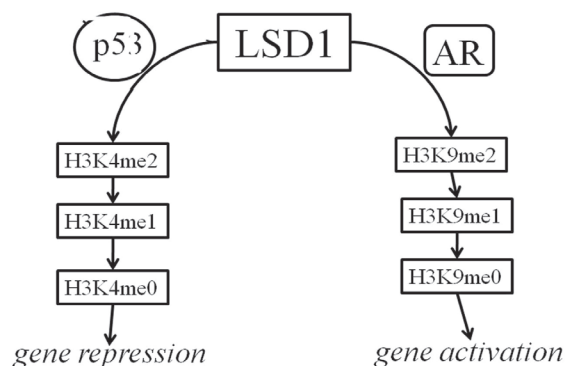 p53
LSD1
AR
H3K4me2
H3K4me1
H3K4me0
gene repression
H3K9me2
H3K9me1
H3K9me0
gene activation